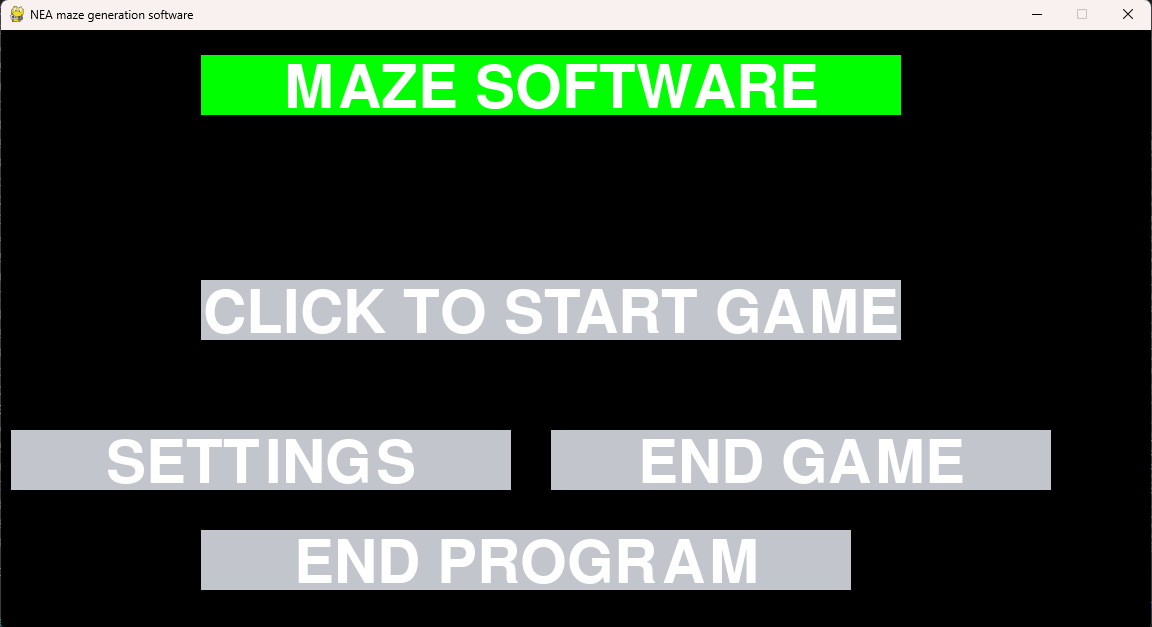 NEA maze generation software
MAZE SOFTWARE
CLICK TO START GAME
SETTINGS
END GAME
END PROGRAM